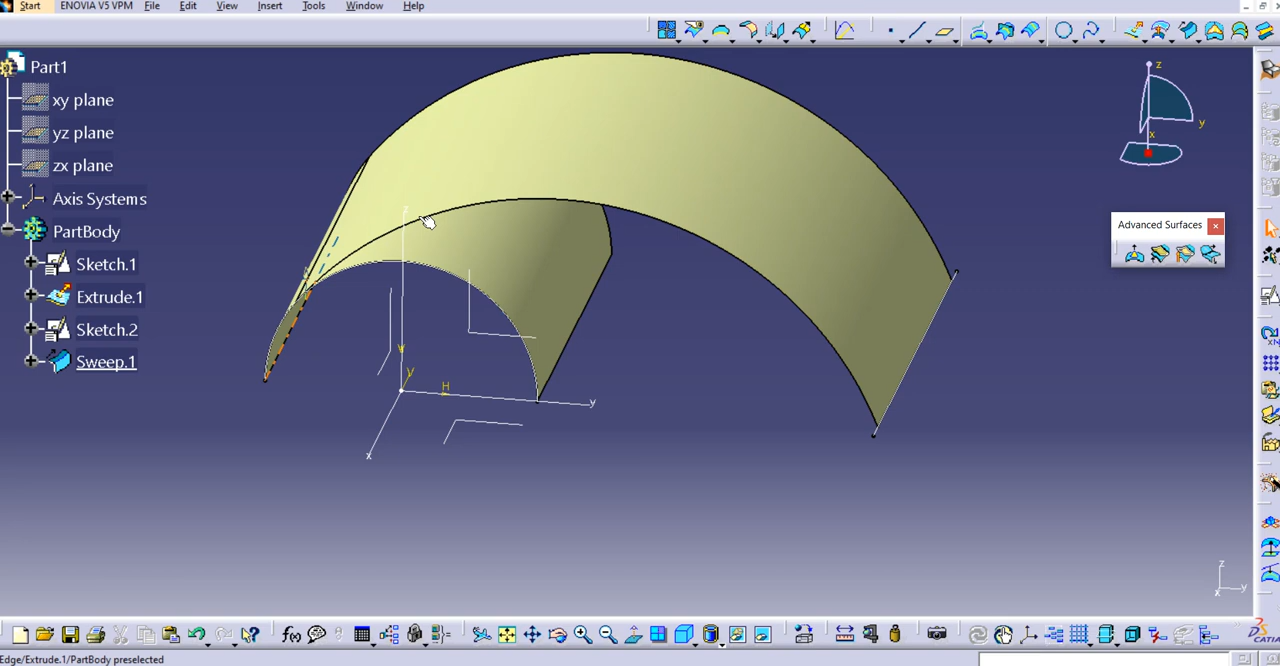 Start ENOVIA V5 VPM File Edit View Insert Tools Window Help
Part1
xy plane
yz plane
zx plane
Axis Systems
PartBody
Sketch.1
Extrude.1
Sketch.2
Sweep.1
z
y
x
Advanced Surfaces
V
y
H
y
x
z
x y
f(x)
CATIA
Edge/Extrude.1/PartBody preselected